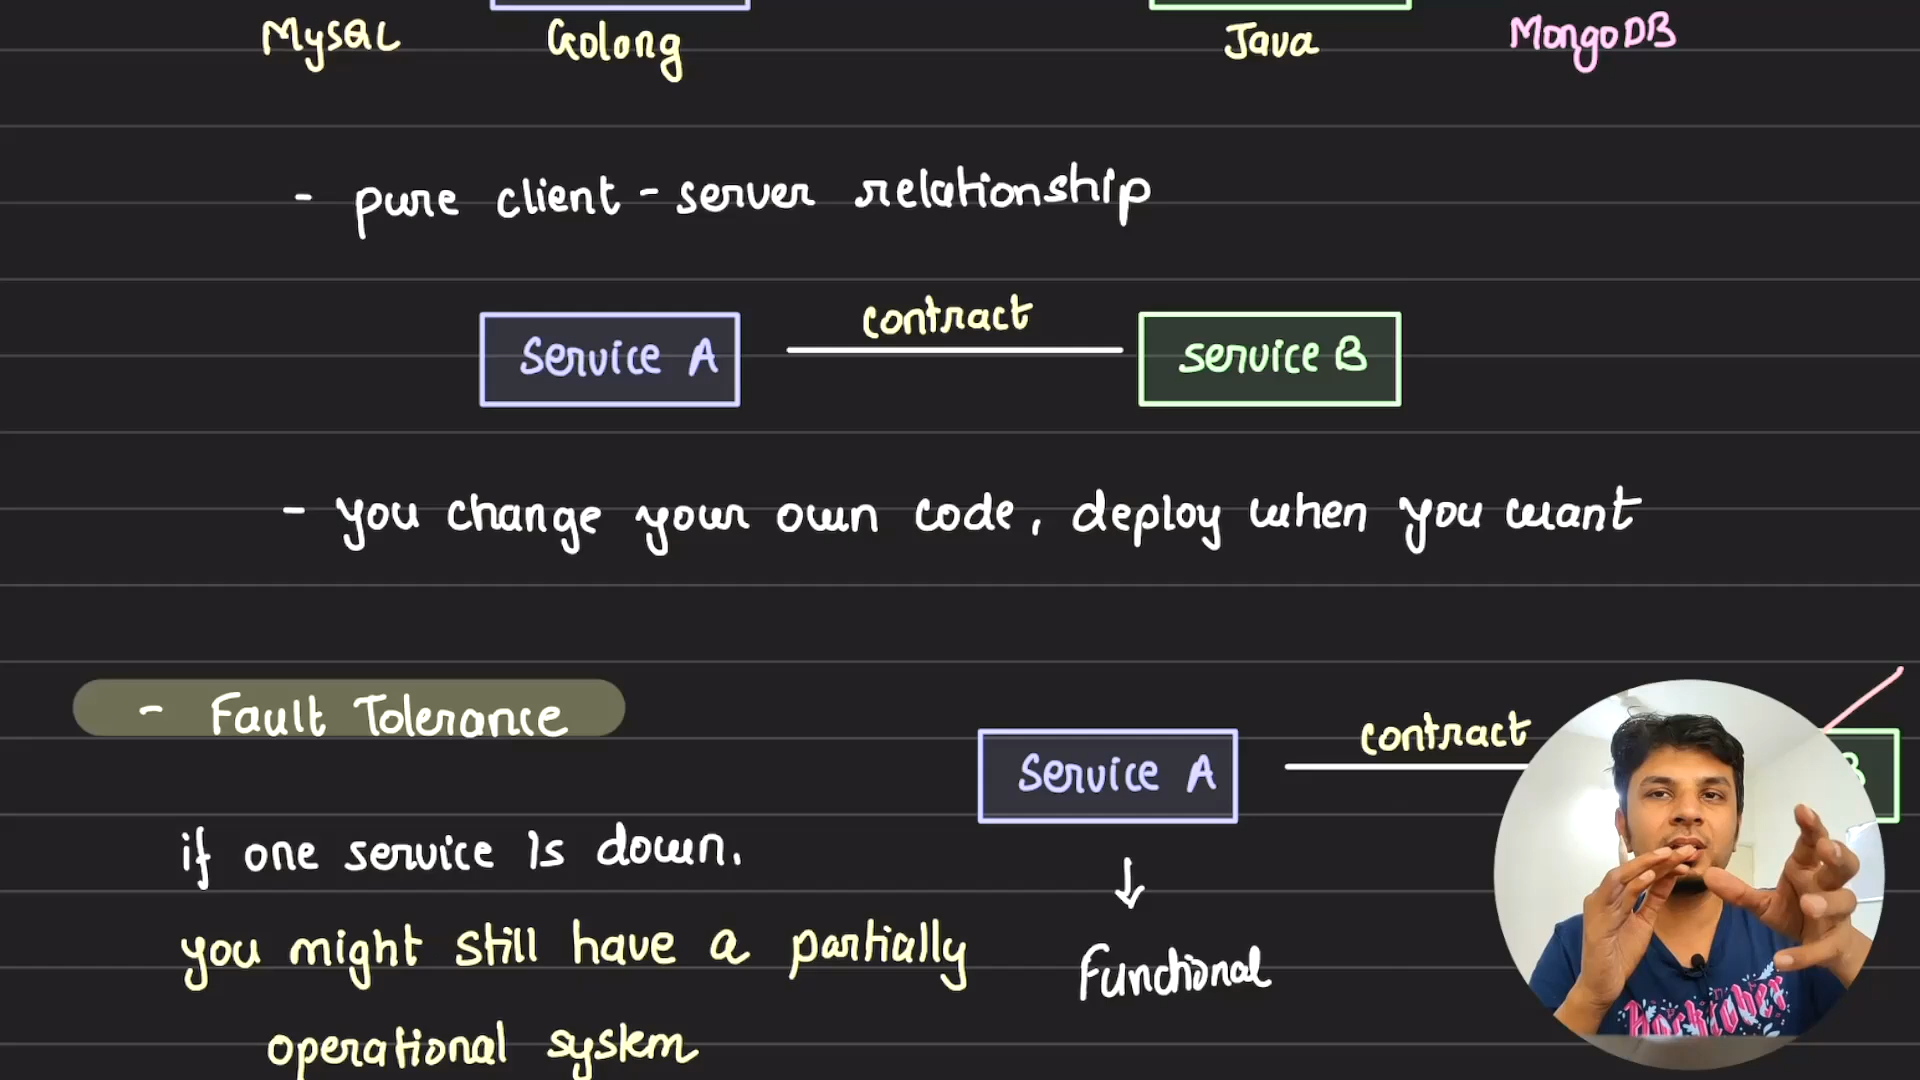 MySQL Golang Java MongoDB
- pure client - server relationship
contract
Service A service B
- you change your own code, deploy when you want
- Fault Tolerance
contract
Service A B
if one service is down.
you might still have a partially
Functional
operational system